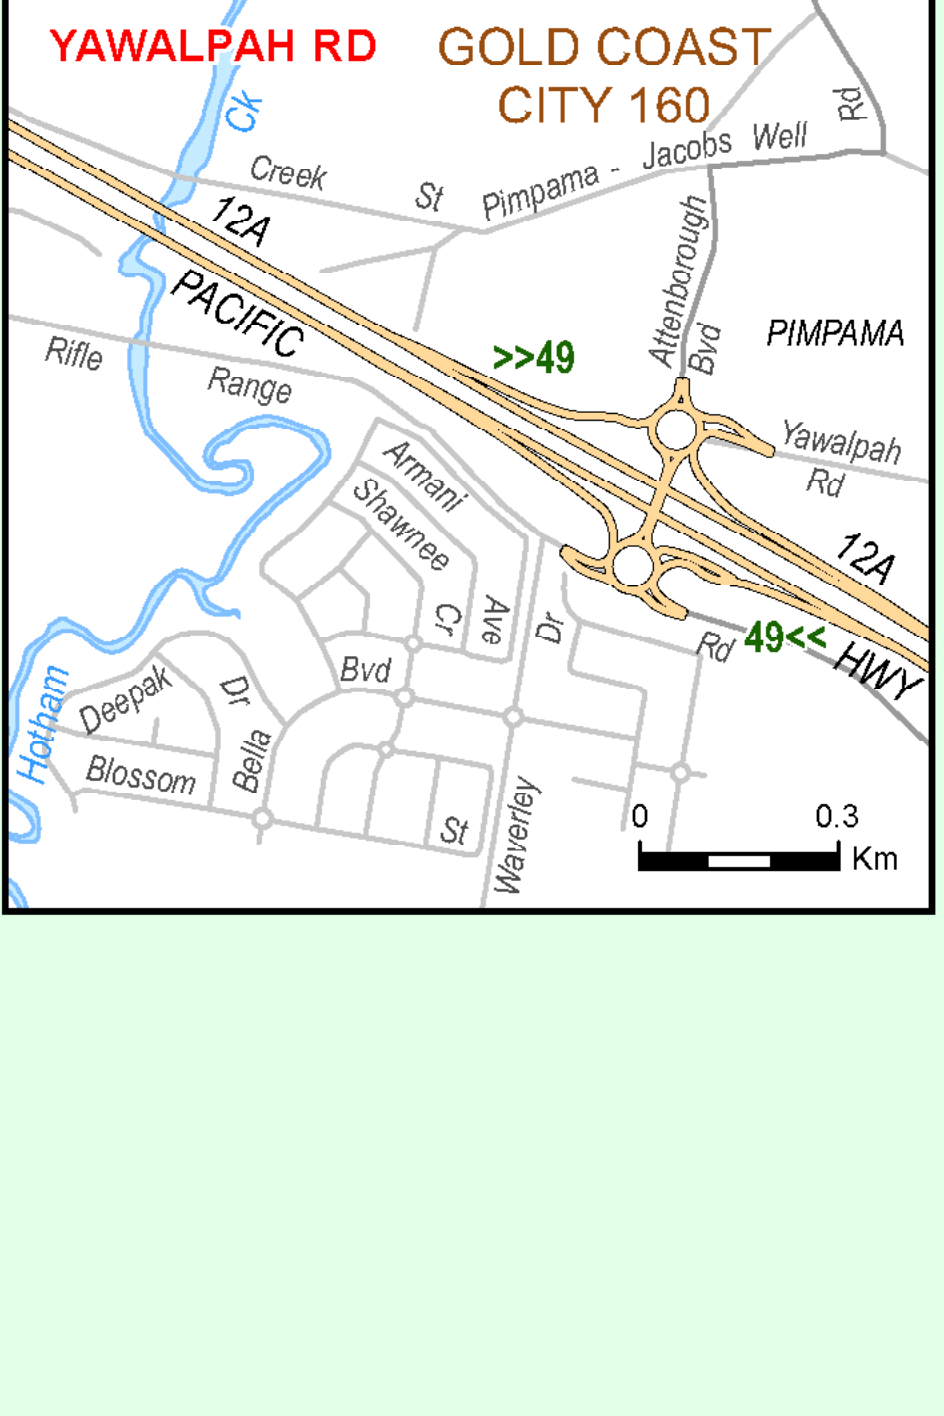 YAWALPAH RD
GOLD COAST
CITY 160
Ck
Rd
Creek
St
Pimpama - Jacobs Well
12A
PACIFIC
Attenborough
Bvd
PIMPAMA
>>49
Rifle
Range
Yawalpah
Rd
Armani
Shawnee
12A
Cr
Ave
Dr
Rd
49<<
HWY
Bvd
Deepak
Dr
Hotham
Bella
Blossom
St
Waverley
0
0.3
Km